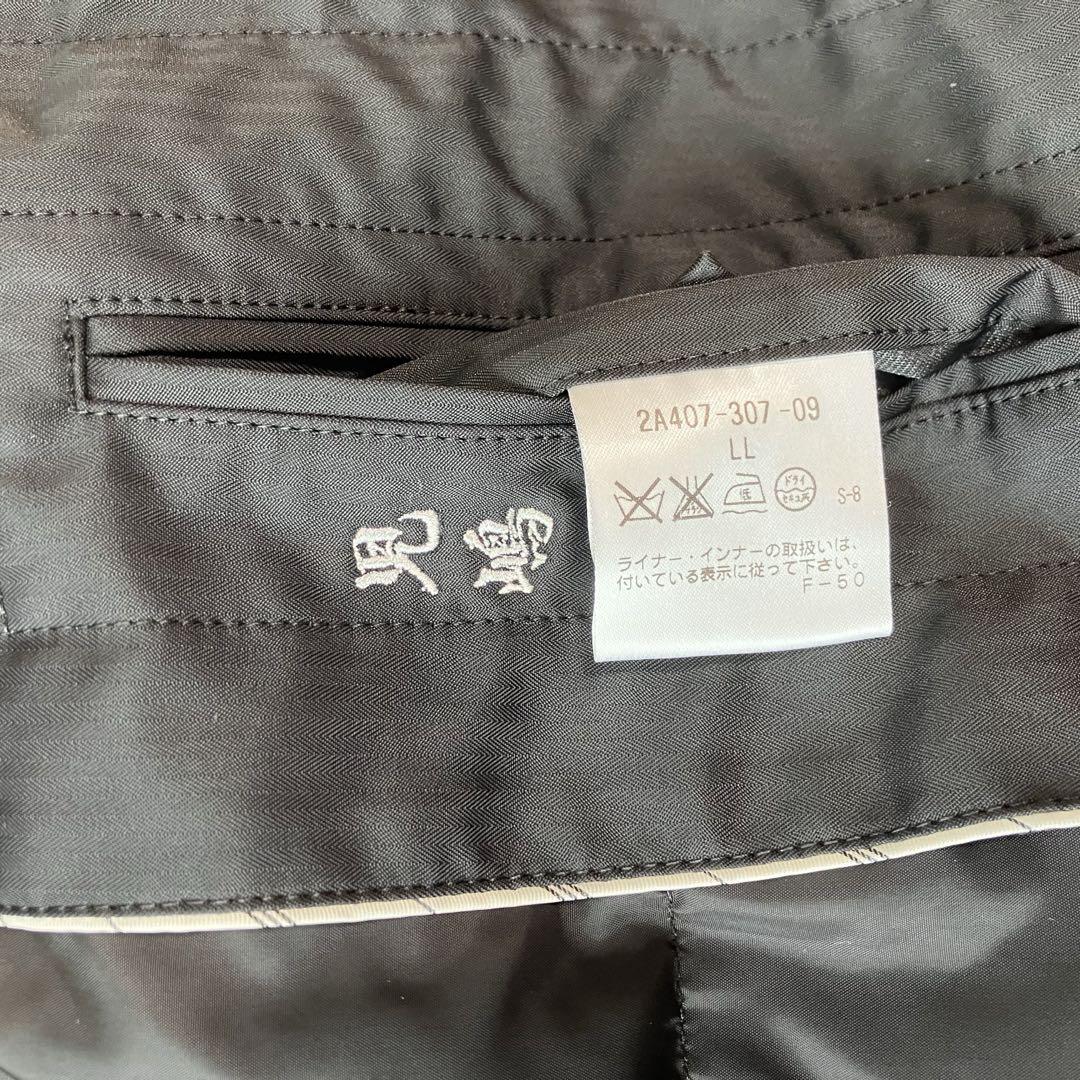 児嶋
2A407-307-09
LL
低 ドライ セキユ系 S-8
ライナー・インナーの取扱いは、
付いている表示に従って下さい。
F-50